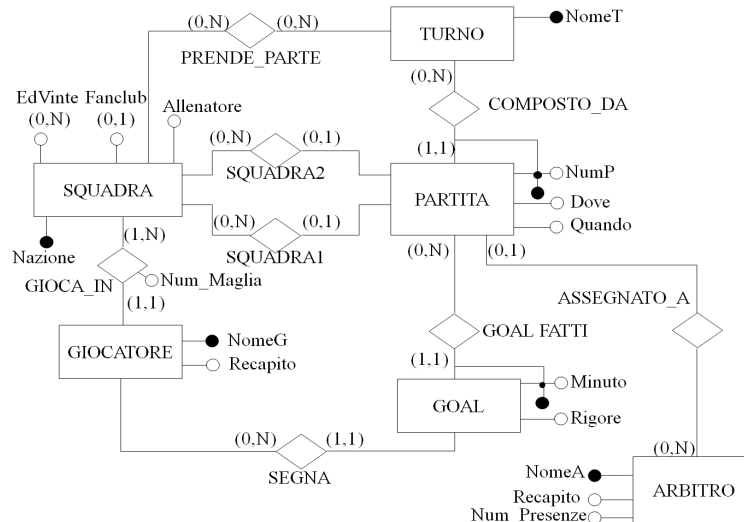 (0,N) (0,N)
TURNO
NomeT
PRENDE_PARTE
(0,N)
EdVinte Fanclub
Allenatore
(0,N) (0,1)
COMPOSTO_DA
(0,N) (0,1)
(1,1)
SQUADRA
SQUADRA2
PARTITA
NumP
Dove
Quando
(0,N) (0,1)
SQUADRA1
(1,N)
(0,N) (0,1)
Nazione
GIOCA_IN
Num_Maglia
(1,1)
ASSEGNATO_A
GIOCATORE
NomeG
Recapito
GOAL FATTI
(1,1)
GOAL
Minuto
Rigore
(0,N) (1,1)
SEGNA
(0,N)
NomeA
Recapito
Num_Presenze
ARBITRO